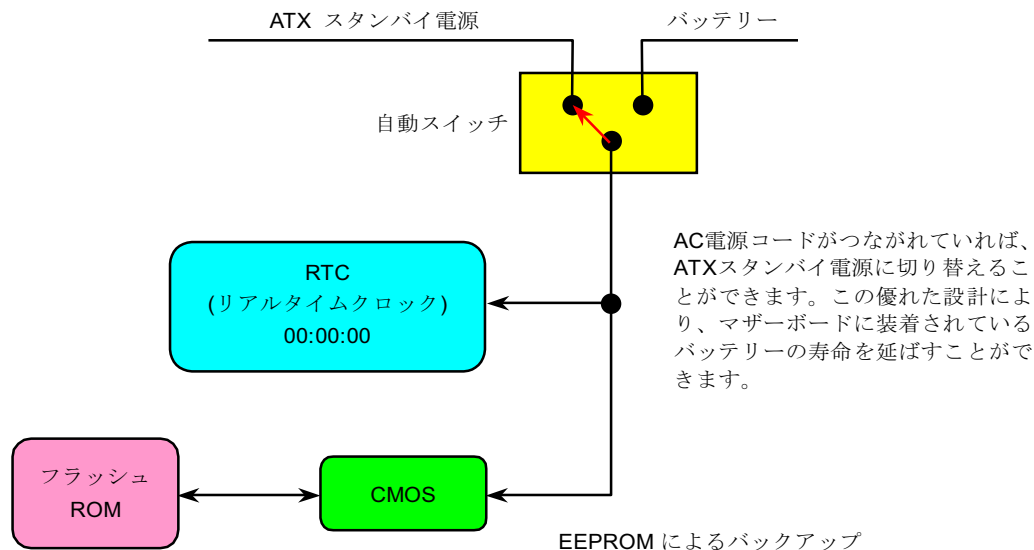 ATX スタンバイ電源
バッテリー
自動スイッチ
AC電源コードがつながれていれば、
ATXスタンバイ電源に切り替えるこ
とができます。この優れた設計によ
り、マザーボードに装着されている
バッテリーの寿命を延ばすことがで
きます。
RTC
(リアルタイムクロック)
00:00:00
フラッシュ
ROM
CMOS
EEPROM によるバックアップ